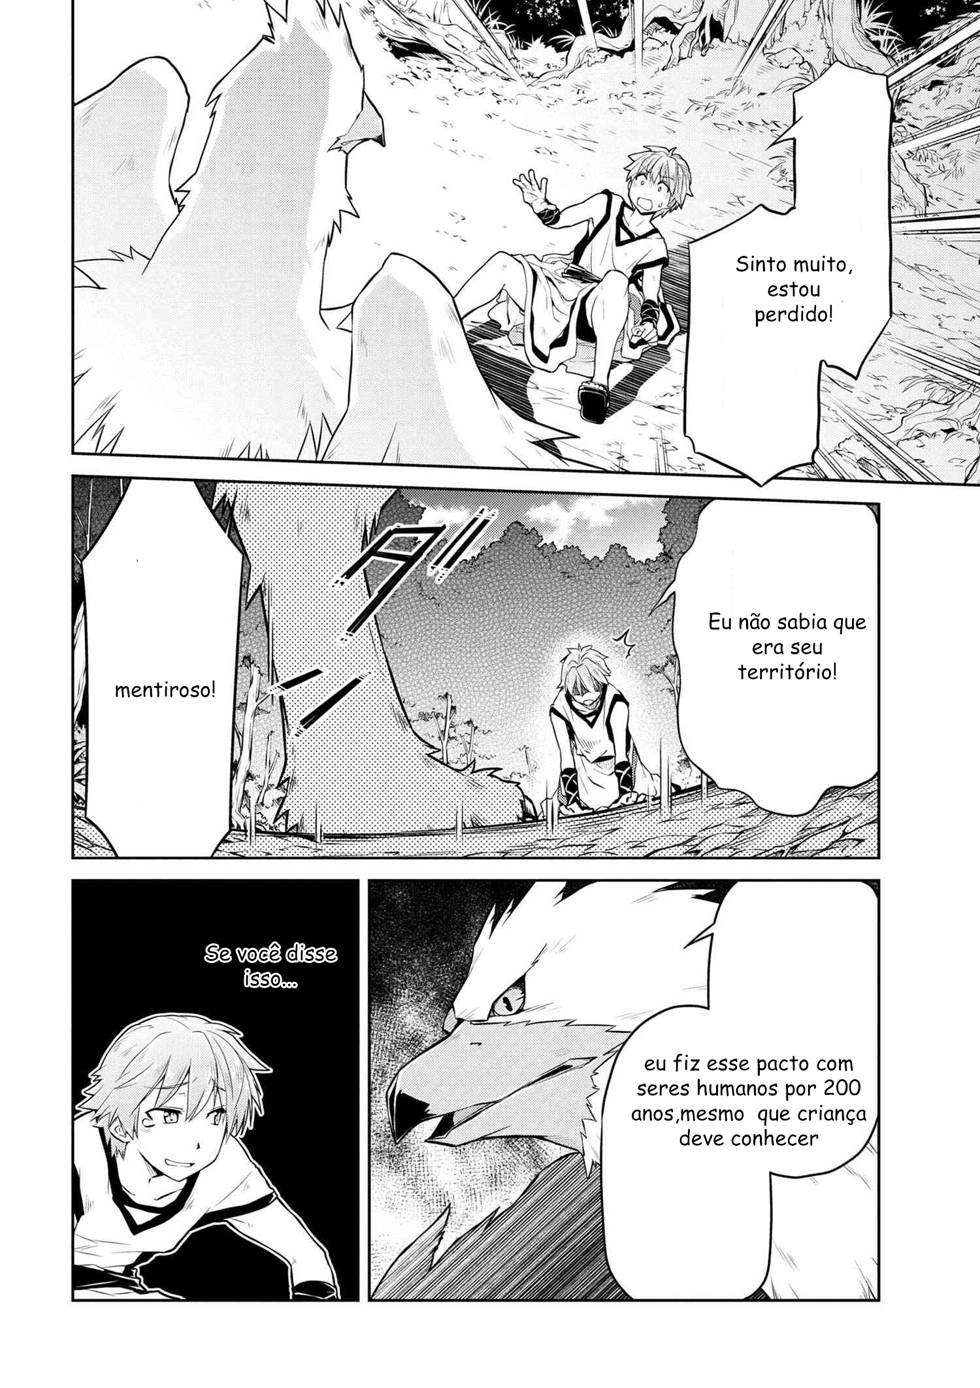 Sinto muito,
estou
perdido!
Eu não sabia que
era seu
território!
mentiroso!
eu fiz esse pacto com
seres humanos por 200
anos,mesmo que criança
deve conhecer
Se você disse
isso...